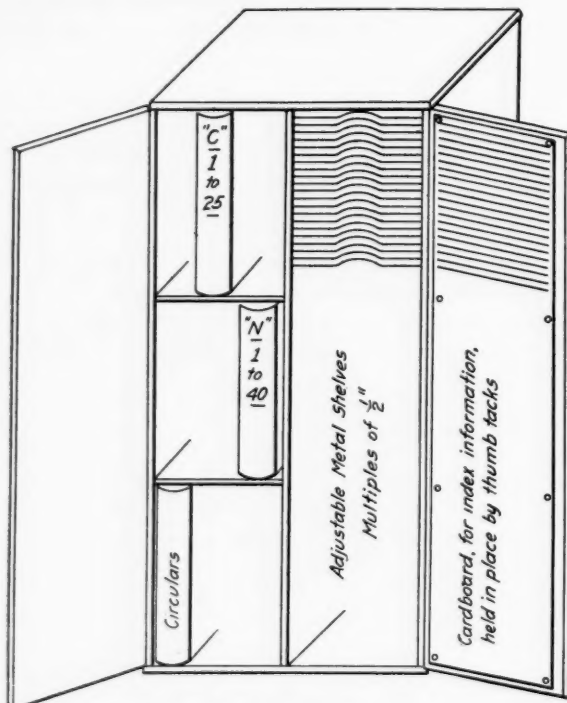 "C"
1
to
25
"N"
1
to
40
Circulars
Adjustable Metal Shelves
Multiples of ½"
Cardboard, for index information,
held in place by thumb tacks